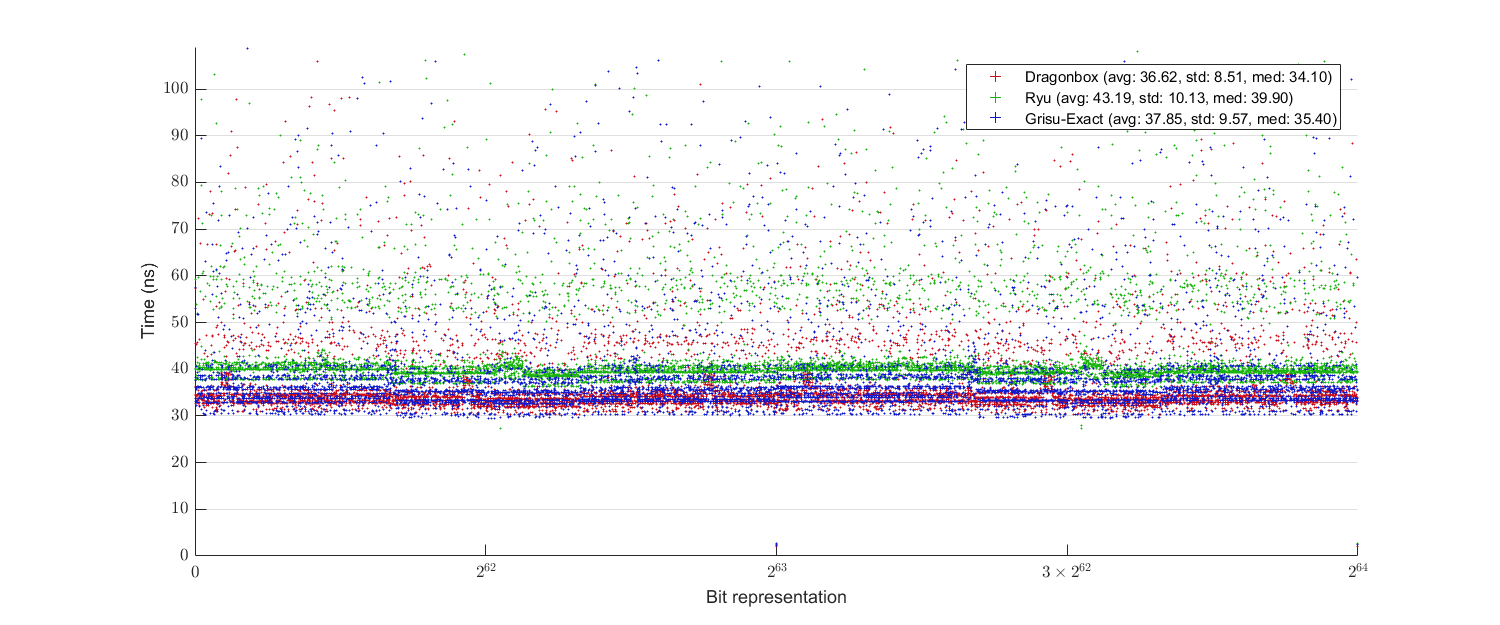 Dragonbox (avg: 36.62, std: 8.51, med: 34.10)
Ryu (avg: 43.19, std: 10.13, med: 39.90)
Grisu-Exact (avg: 37.85, std: 9.57, med: 35.40)
100
90
80
70
60
50
40
30
20
10
0
Time (ns)
0 2^62 2^63 3 × 2^62 2^64
Bit representation